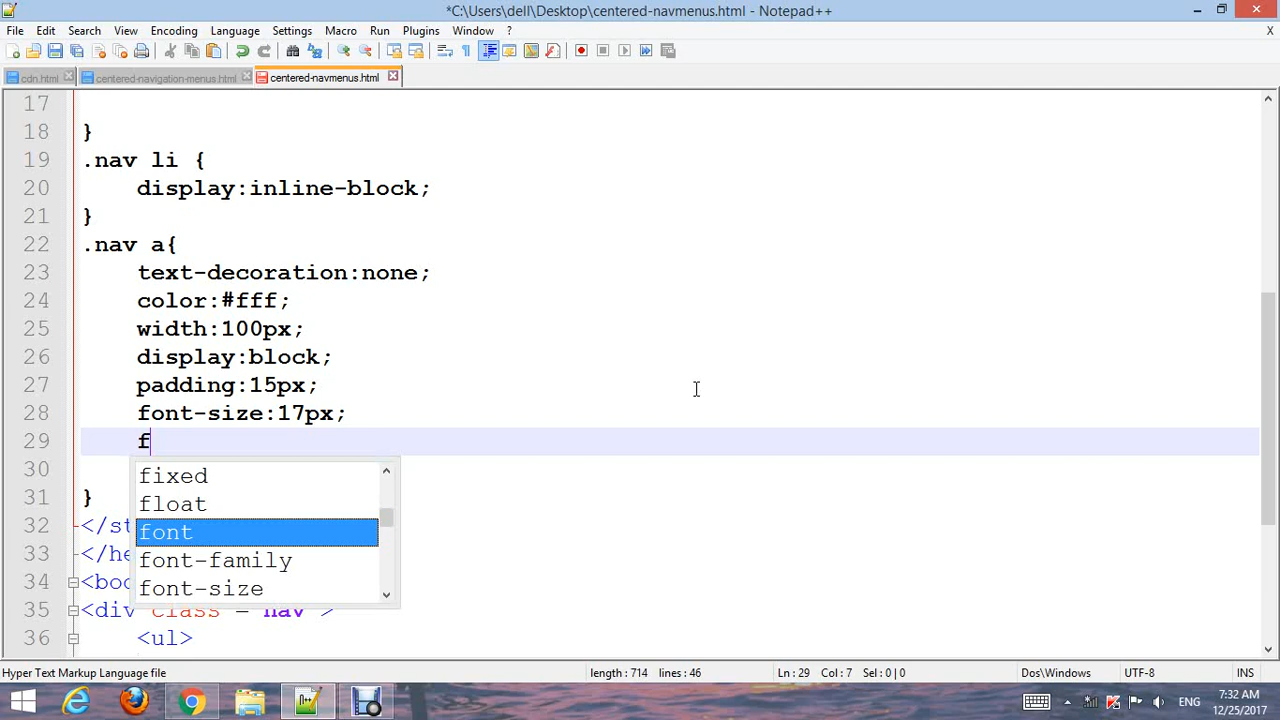 *C:\Users\dell\Desktop\centered-navmenus.html - Notepad++
File Edit Search View Encoding Language Settings Macro Run Plugins Window ? X
cdn.html centered-navigation-menus.html centered-navmenus.html
17
18 }
19 .nav li {
20 display:inline-block;
21 }
22 .nav a{
23 text-decoration:none;
24 color:#fff;
25 width:100px;
26 display:block;
27 padding:15px;
28 font-size:17px;
29 f
30 fixed
float
31 }
32 </st font
33 </he font-family
34 <boo font-size
35 <div class = nav >
36 <ul>
Hyper Text Markup Language file length : 714 lines : 46 Ln : 29 Col : 7 Sel : 0 | 0 Dos\Windows UTF-8 INS
ENG 7:32 AM
12/25/2017